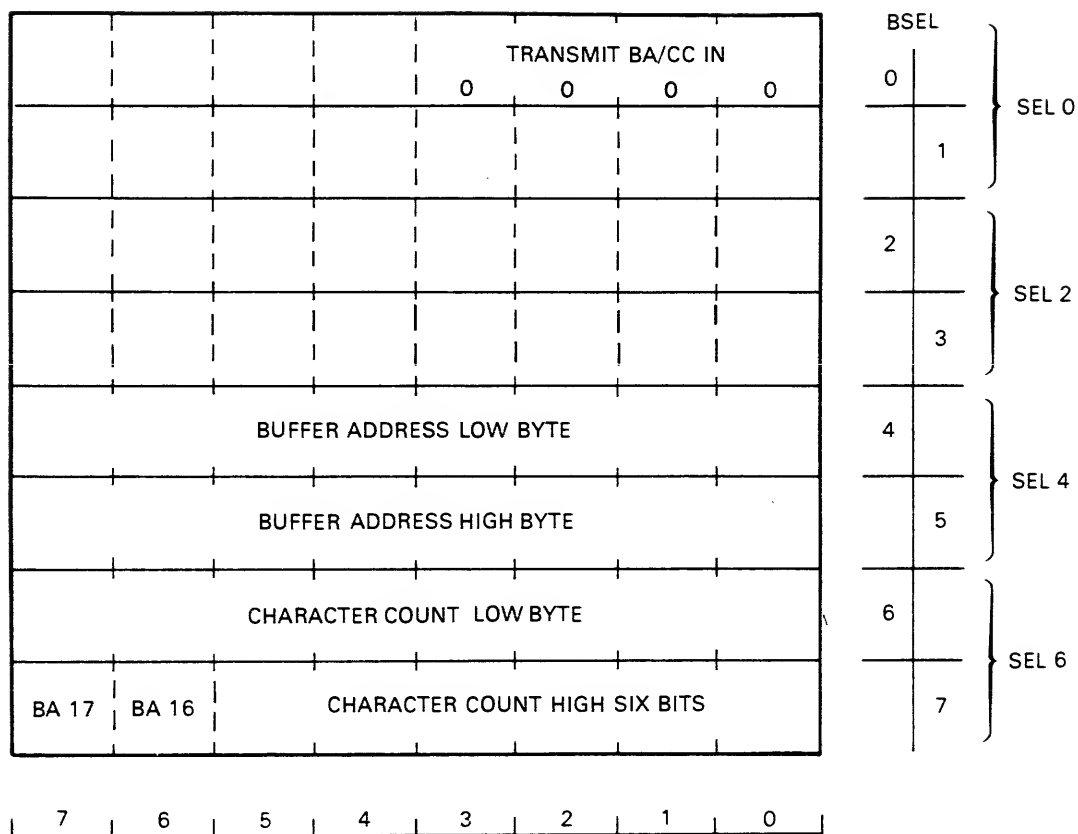 BSEL
TRANSMIT BA/CC IN
0 0 0 0
0
SEL 0
1
2
SEL 2
3
BUFFER ADDRESS LOW BYTE
4
SEL 4
BUFFER ADDRESS HIGH BYTE
5
CHARACTER COUNT LOW BYTE
6
SEL 6
BA 17 BA 16 CHARACTER COUNT HIGH SIX BITS
7
7 6 5 4 3 2 1 0